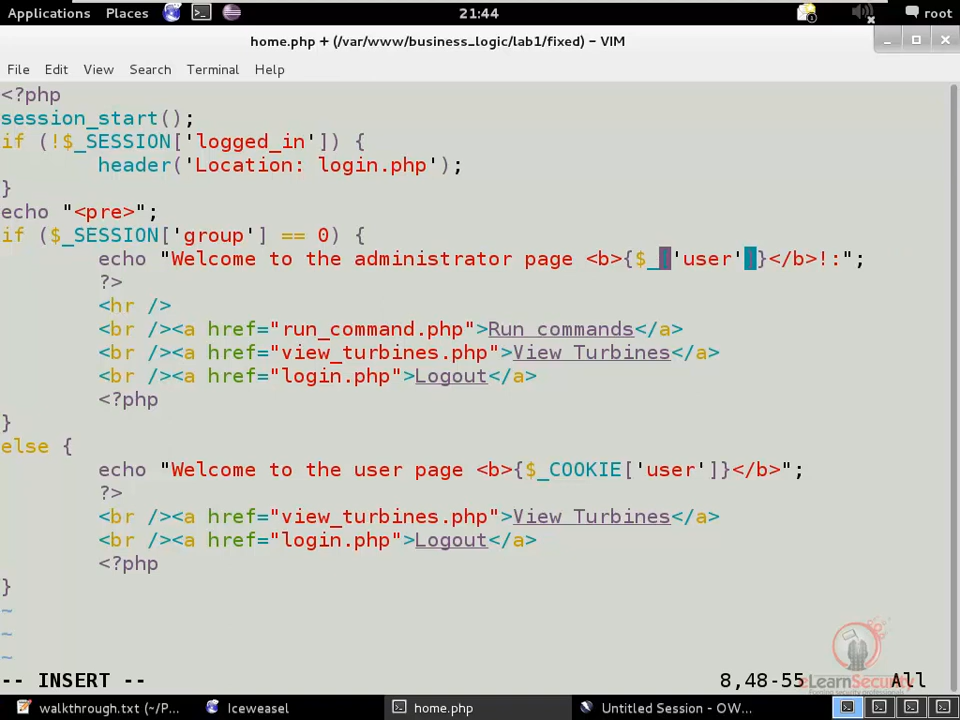 Applications Places 21:44 root
home.php + (/var/www/business_logic/lab1/fixed) – VIM
File Edit View Search Terminal Help
<?php
session_start();
if (!$_SESSION['logged_in']) {
        header('Location: login.php');
}
echo "<pre>";
if ($_SESSION['group'] == 0) {
        echo "Welcome to the administrator page <b>{$_['user']}</b>!:";
        ?>
        <hr />
        <br /><a href="run_command.php">Run commands</a>
        <br /><a href="view_turbines.php">View Turbines</a>
        <br /><a href="login.php">Logout</a>
        <?php
}
else {
        echo "Welcome to the user page <b>{$_COOKIE['user']}</b>";
        ?>
        <br /><a href="view_turbines.php">View Turbines</a>
        <br /><a href="login.php">Logout</a>
        <?php
}
~
~
~
-- INSERT -- 8,48-55 All
eLearnSecurity
walkthrough.txt (~/P... Iceweasel home.php Untitled Session - OW...